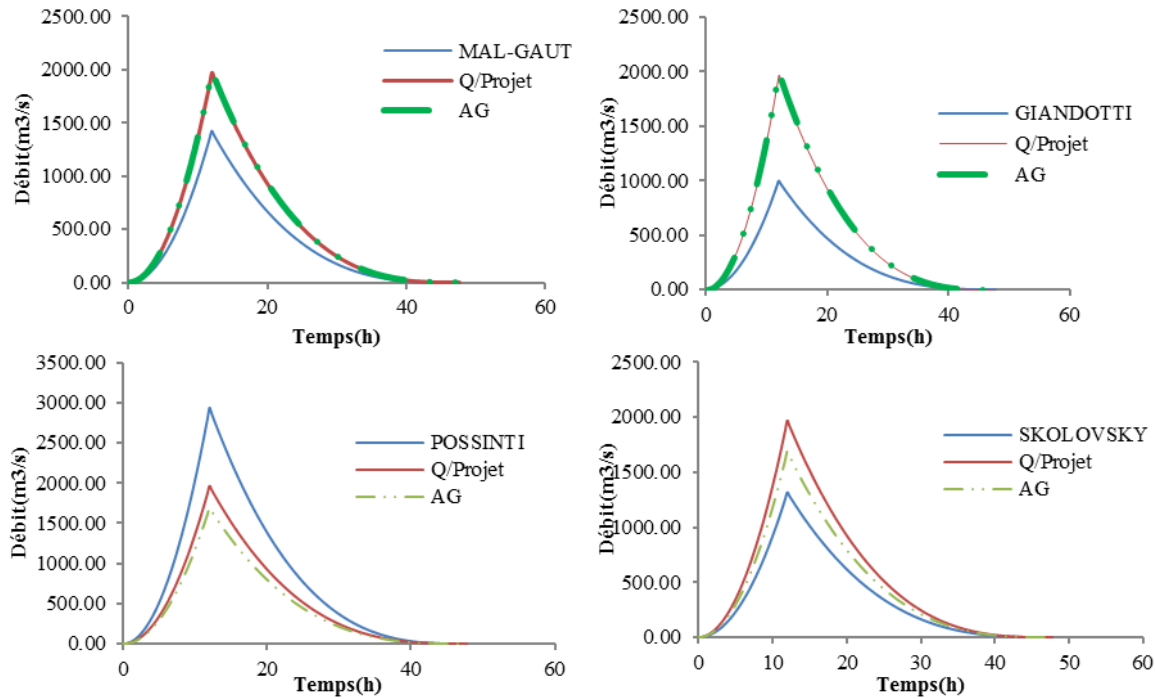 2500.00
2000.00
1500.00
1000.00
500.00
0.00
Débit(m3/s)
0
20
40
60
Temps(h)
MAL-GAUT
Q/Projet
AG
2500.00
2000.00
1500.00
1000.00
500.00
0.00
Débit(m3/s)
0
20
40
60
Temps(h)
GIANDOTTI
Q/Projet
AG
3500.00
3000.00
2500.00
2000.00
1500.00
1000.00
500.00
0.00
Débit(m3/s)
0
20
40
60
Temps(h)
POSSINTI
Q/Projet
AG
2500.00
2000.00
1500.00
1000.00
500.00
0.00
Débit(m3/s)
0
10
20
30
40
50
60
Temps(h)
SKOLOVSKY
Q/Projet
AG